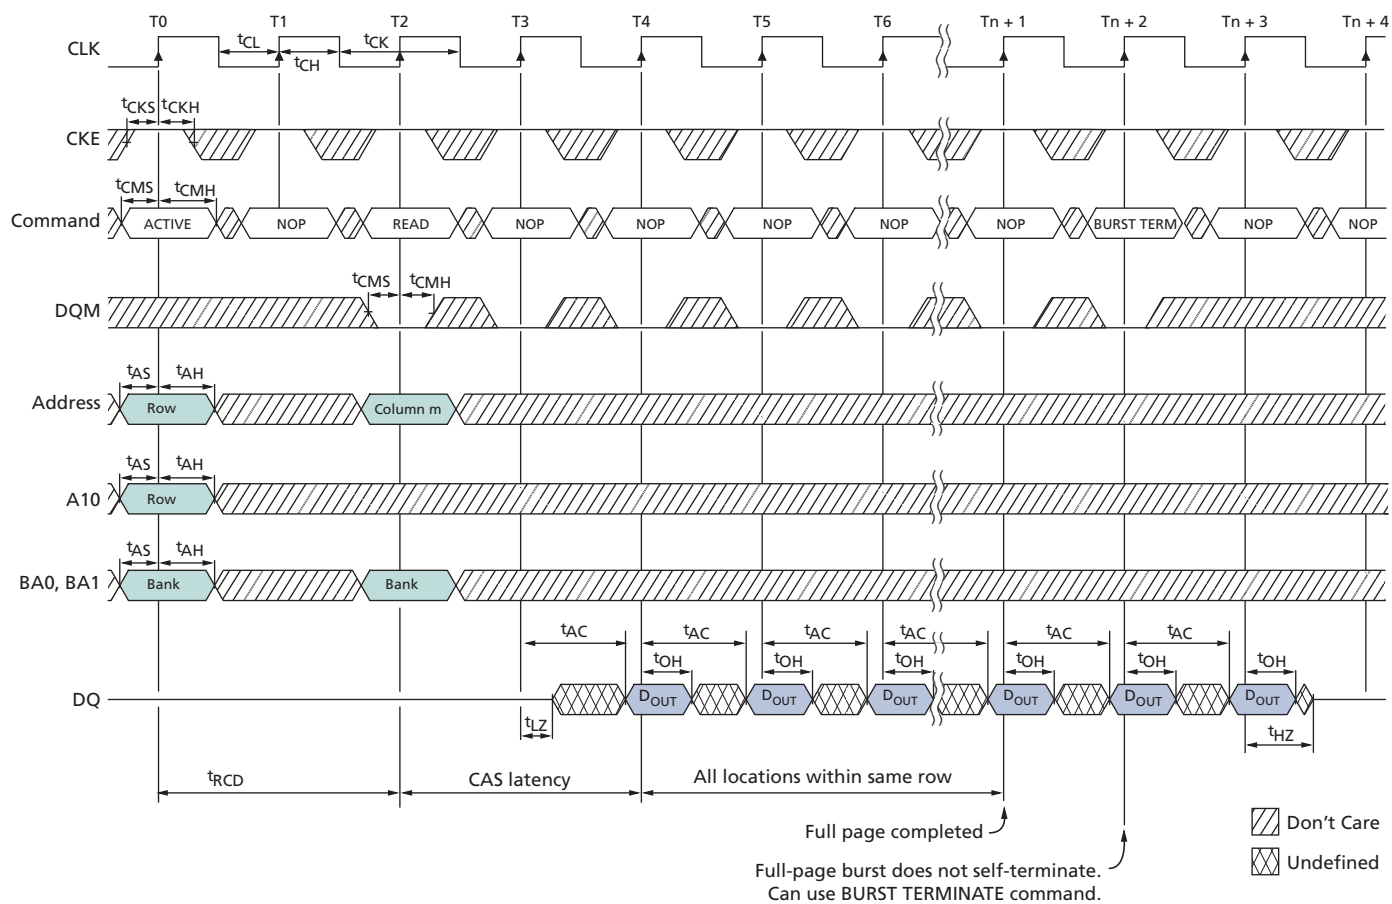 T0 T1 T2 T3 T4 T5 T6 Tn + 1 Tn + 2 Tn + 3 Tn + 4
CLK
tCL tCK
tCH
tCKS tCKH
CKE
tCMS tCMH
Command ACTIVE NOP READ NOP NOP NOP NOP NOP BURST TERM NOP NOP
tCMS tCMH
DQM
tAS tAH
Address Row Column m
tAS tAH
A10 Row
tAS tAH
BA0, BA1 Bank Bank
tAC tAC tAC tAC tAC tAC
tOH tOH tOH tOH tOH tOH
DQ DOUT DOUT DOUT DOUT DOUT DOUT
tLZ tHZ
tRCD CAS latency All locations within same row
Full page completed
Don't Care
Undefined
Full-page burst does not self-terminate.
Can use BURST TERMINATE command.